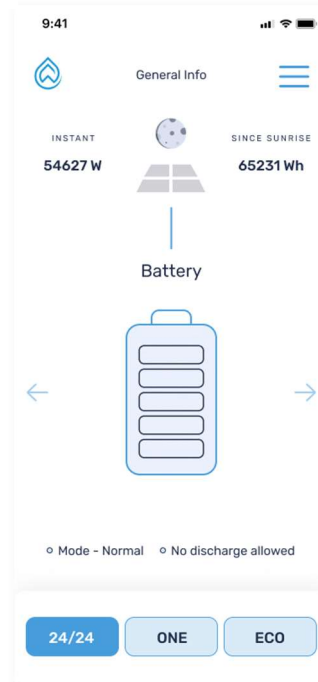 9:41
General Info
INSTANT
SINCE SUNRISE
54627 W
65231 Wh
Battery
Mode - Normal
No discharge allowed
24/24
ONE
ECO